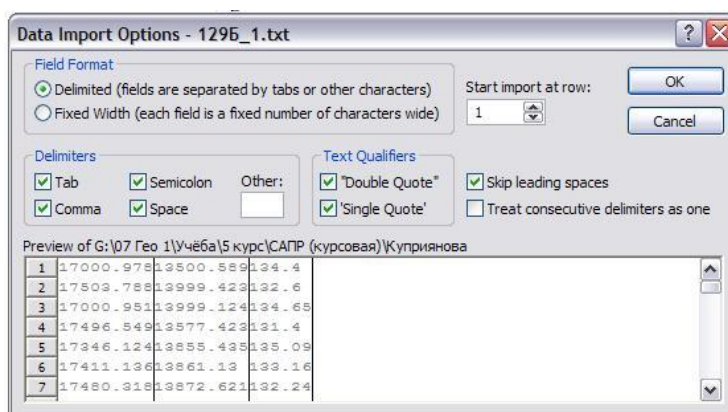 Data Import Options - 129Б_1.txt
Field Format
Delimited (fields are separated by tabs or other characters)
Fixed Width (each field is a fixed number of characters wide)
Start import at row:
1
OK
Cancel
Delimiters
Tab
Semicolon
Other:
Comma
Space
Text Qualifiers
"Double Quote"
'Single Quote'
Skip leading spaces
Treat consecutive delimiters as one
Preview of G:\07 Гео 1\Учёба\5 курс\САПР (курсовая)\Куприянова
1 17000.978 13500.589 134.4
2 17503.788 13999.423 132.6
3 17000.951 13999.124 134.65
4 17496.549 13577.423 131.4
5 17346.124 13855.435 135.09
6 17411.136 13861.13 133.16
7 17480.318 13872.621 132.24